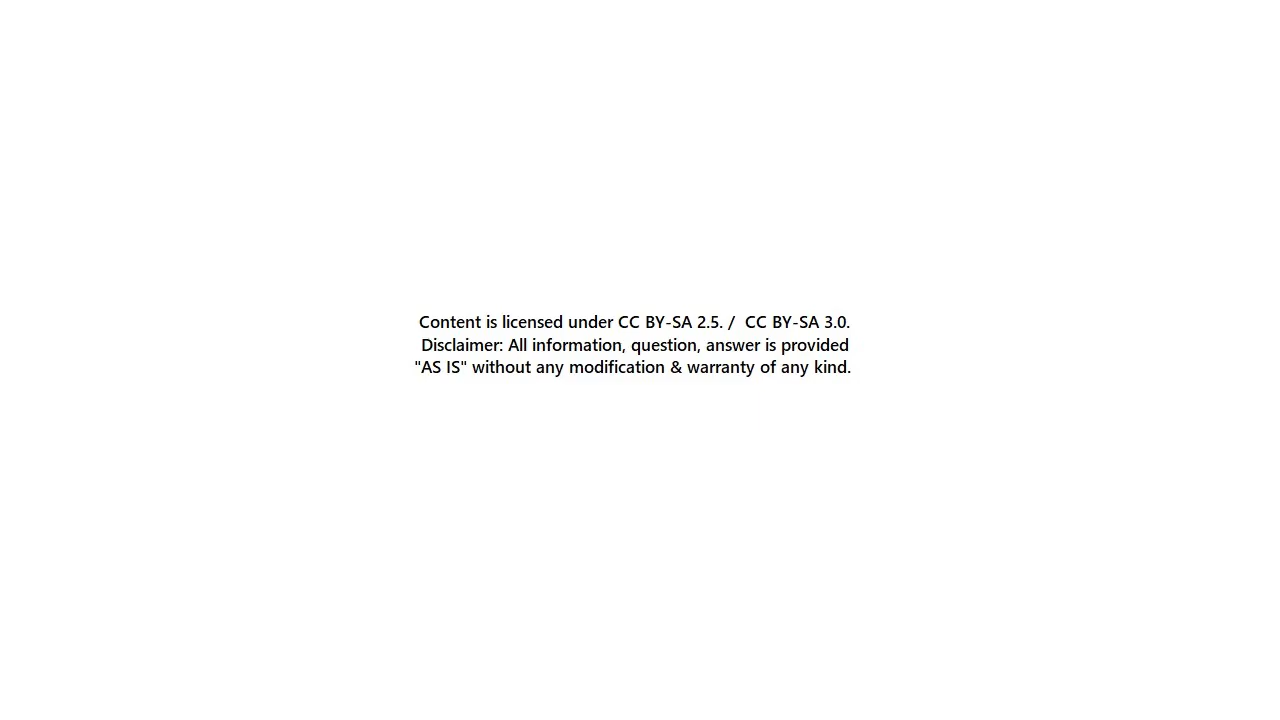 Content is licensed under CC BY-SA 2.5. /  CC BY-SA 3.0.
Disclaimer: All information, question, answer is provided
"AS IS" without any modification & warranty of any kind.